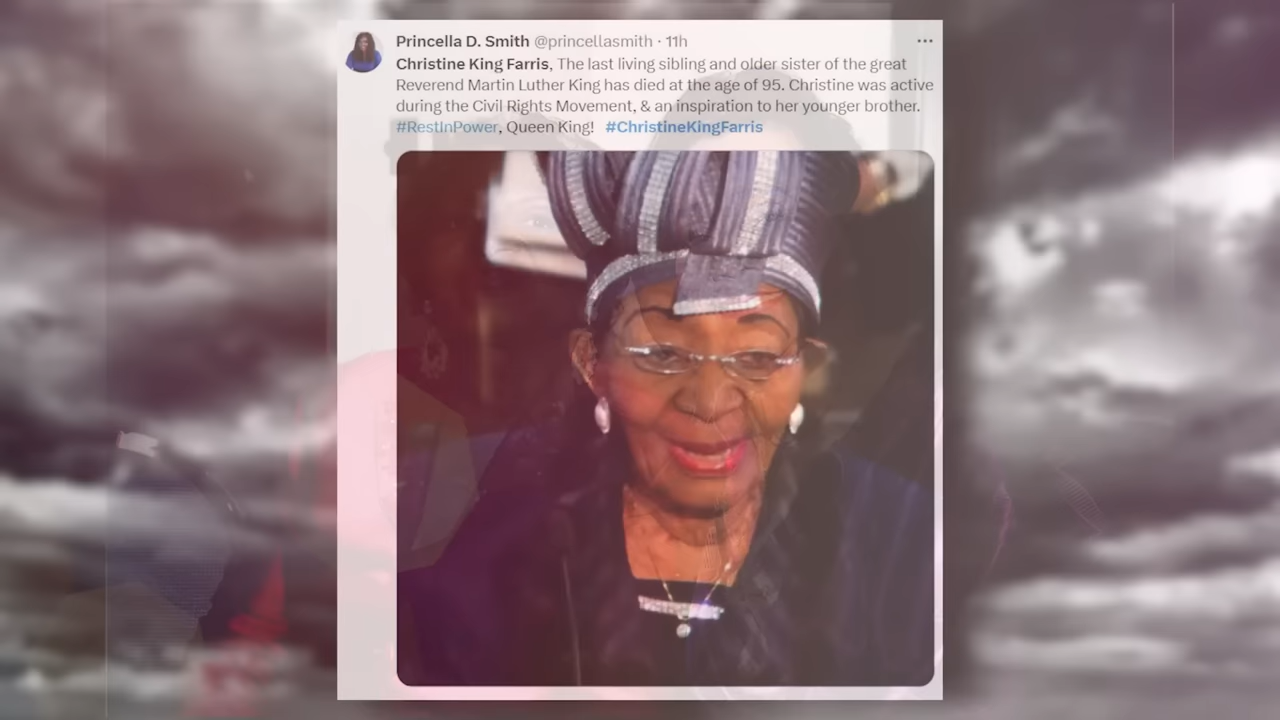 Princella D. Smith @princellasmith · 11h
Christine King Farris, The last living sibling and older sister of the great
Reverend Martin Luther King has died at the age of 95. Christine was active
during the Civil Rights Movement, & an inspiration to her younger brother.
#RestInPower, Queen King! #ChristineKingFarris